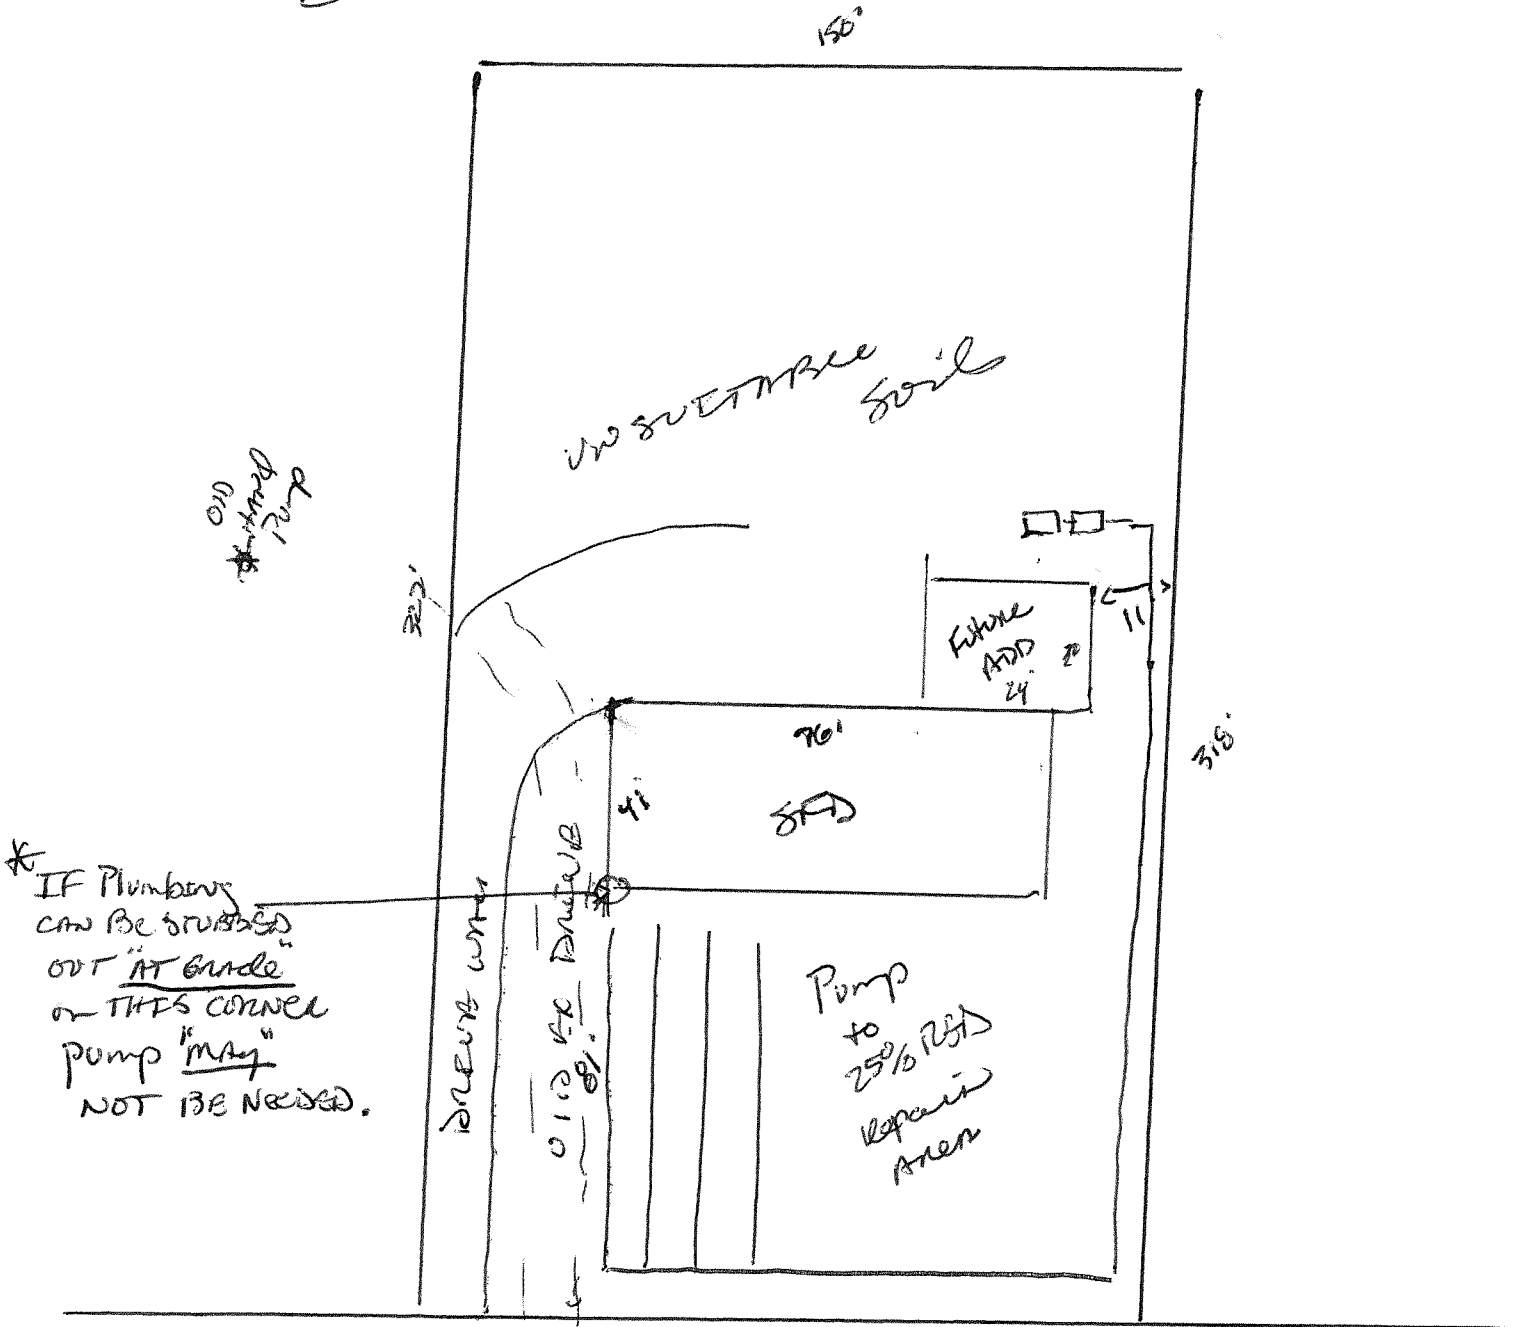 150'
UNSUITABLE
Soil
OLD
* HAND
Pump
Future
ADD
24'
11
76'
318'
41'
SFD
*
IF Plumbing
CAN BE STUBBED
OUT "AT GRADE"
on THIS CORNER
Pump "MAY"
NOT BE NEEDED.
DRIVE WAY
OLD DRIVE
Pump
to
25% RED
Repair
AREA